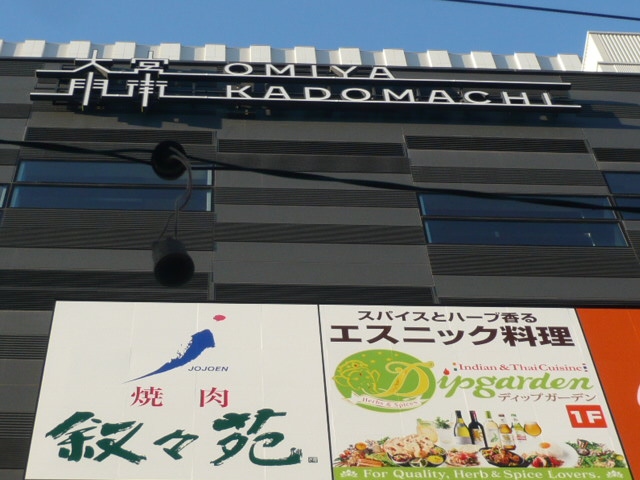 大宮
門街
OMIYA
KADOMACHI
JOJOEN
焼肉
叙々苑
スパイスとハーブ香る
エスニック料理
Indian & Thai Cuisine
Dipgarden
Herbs & Spices
ディップガーデン
1F
For Quality, Herb & Spice Lovers.